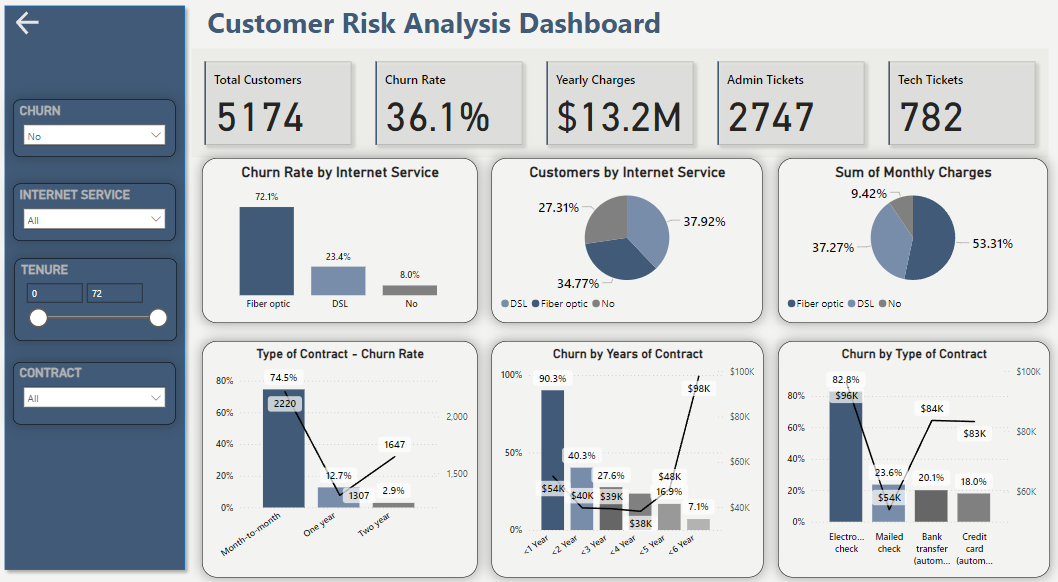 Customer Risk Analysis Dashboard
CHURN
No
INTERNET SERVICE
All
TENURE
0 72
CONTRACT
All
Total Customers
5174
Churn Rate
36.1%
Yearly Charges
$13.2M
Admin Tickets
2747
Tech Tickets
782
Churn Rate by Internet Service
72.1%
23.4%
8.0%
Fiber optic DSL No
Customers by Internet Service
27.31%
37.92%
34.77%
DSL Fiber optic No
Sum of Monthly Charges
9.42%
37.27%
53.31%
Fiber optic DSL No
Type of Contract - Churn Rate
80%
60%
40%
20%
0%
2,000
1,500
74.5%
2220
12.7%
1307
1647
2.9%
Month-to-month
One year
Two year
Churn by Years of Contract
100%
50%
0%
$100K
$80K
$60K
$40K
90.3%
$54K
40.3%
$40K
27.6%
$39K
$38K
$48K
16.9%
$98K
7.1%
<1 Year
<2 Year
<3 Year
<4 Year
<5 Year
<6 Year
Churn by Type of Contract
80%
60%
40%
20%
0%
$100K
$80K
$60K
82.8%
$96K
23.6%
$54K
$84K
20.1%
$83K
18.0%
Electro...
check
Mailed
check
Bank
transfer
(autom...
Credit
card
(autom...